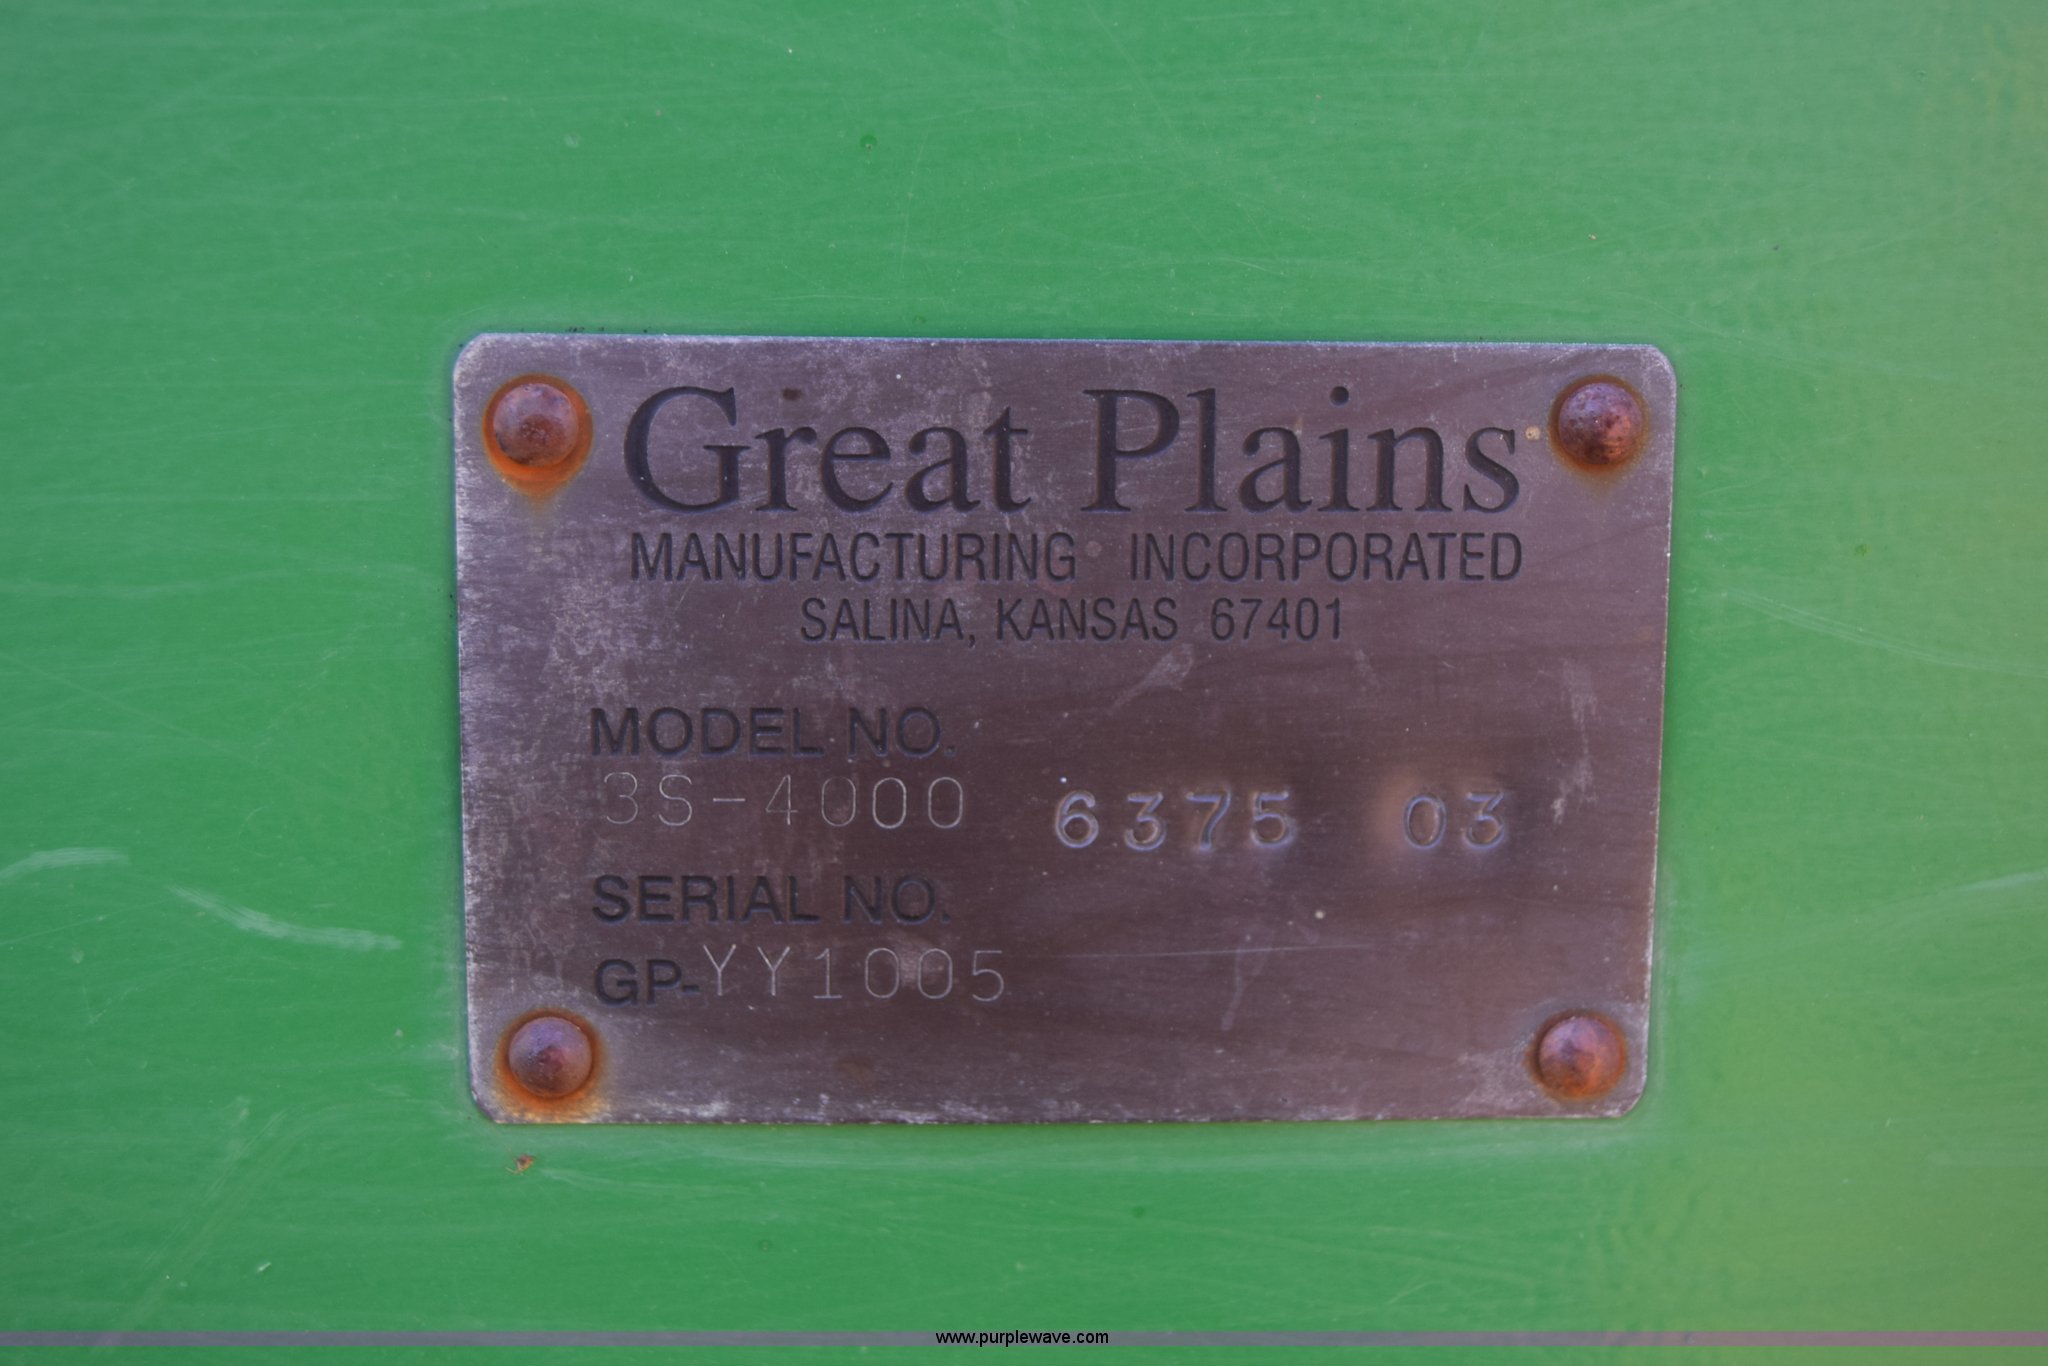 Great Plains
MANUFACTURING INCORPORATED
SALINA, KANSAS 67401
MODEL NO.
3S-4000 6375 03
SERIAL NO.
GP-YY1005
www.purplewave.com